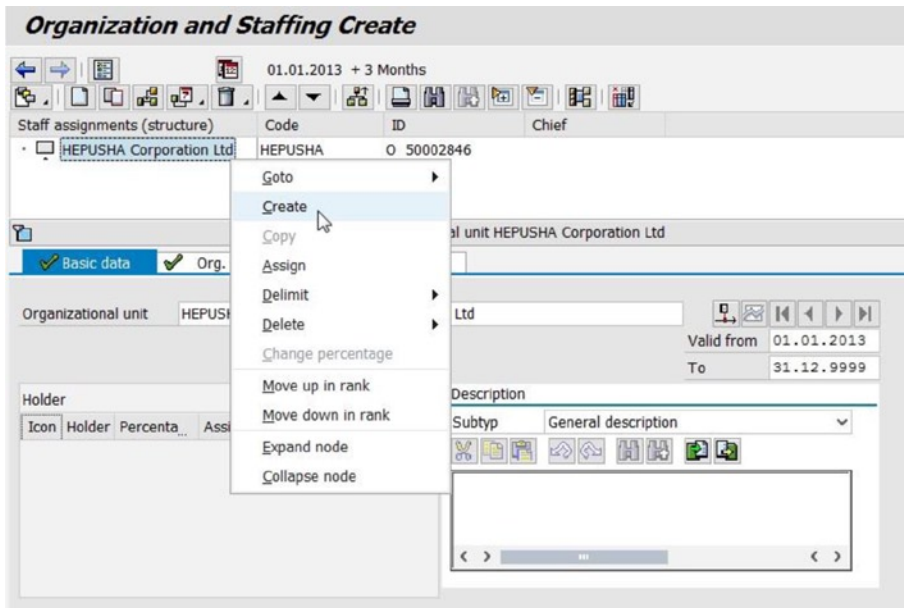 Organization and Staffing Create
01.01.2013 + 3 Months
Staff assignments (structure) Code ID Chief
HEPUSHA Corporation Ltd HEPUSHA O 50002846
Goto
Create
Copy
al unit HEPUSHA Corporation Ltd
Basic data Org.
Assign
Delimit
Organizational unit HEPUSH Ltd
Delete
Valid from 01.01.2013
Change percentage
To 31.12.9999
Move up in rank
Holder Description
Move down in rank
Icon Holder Percenta... Assi Subtyp General description
Expand node
Collapse node